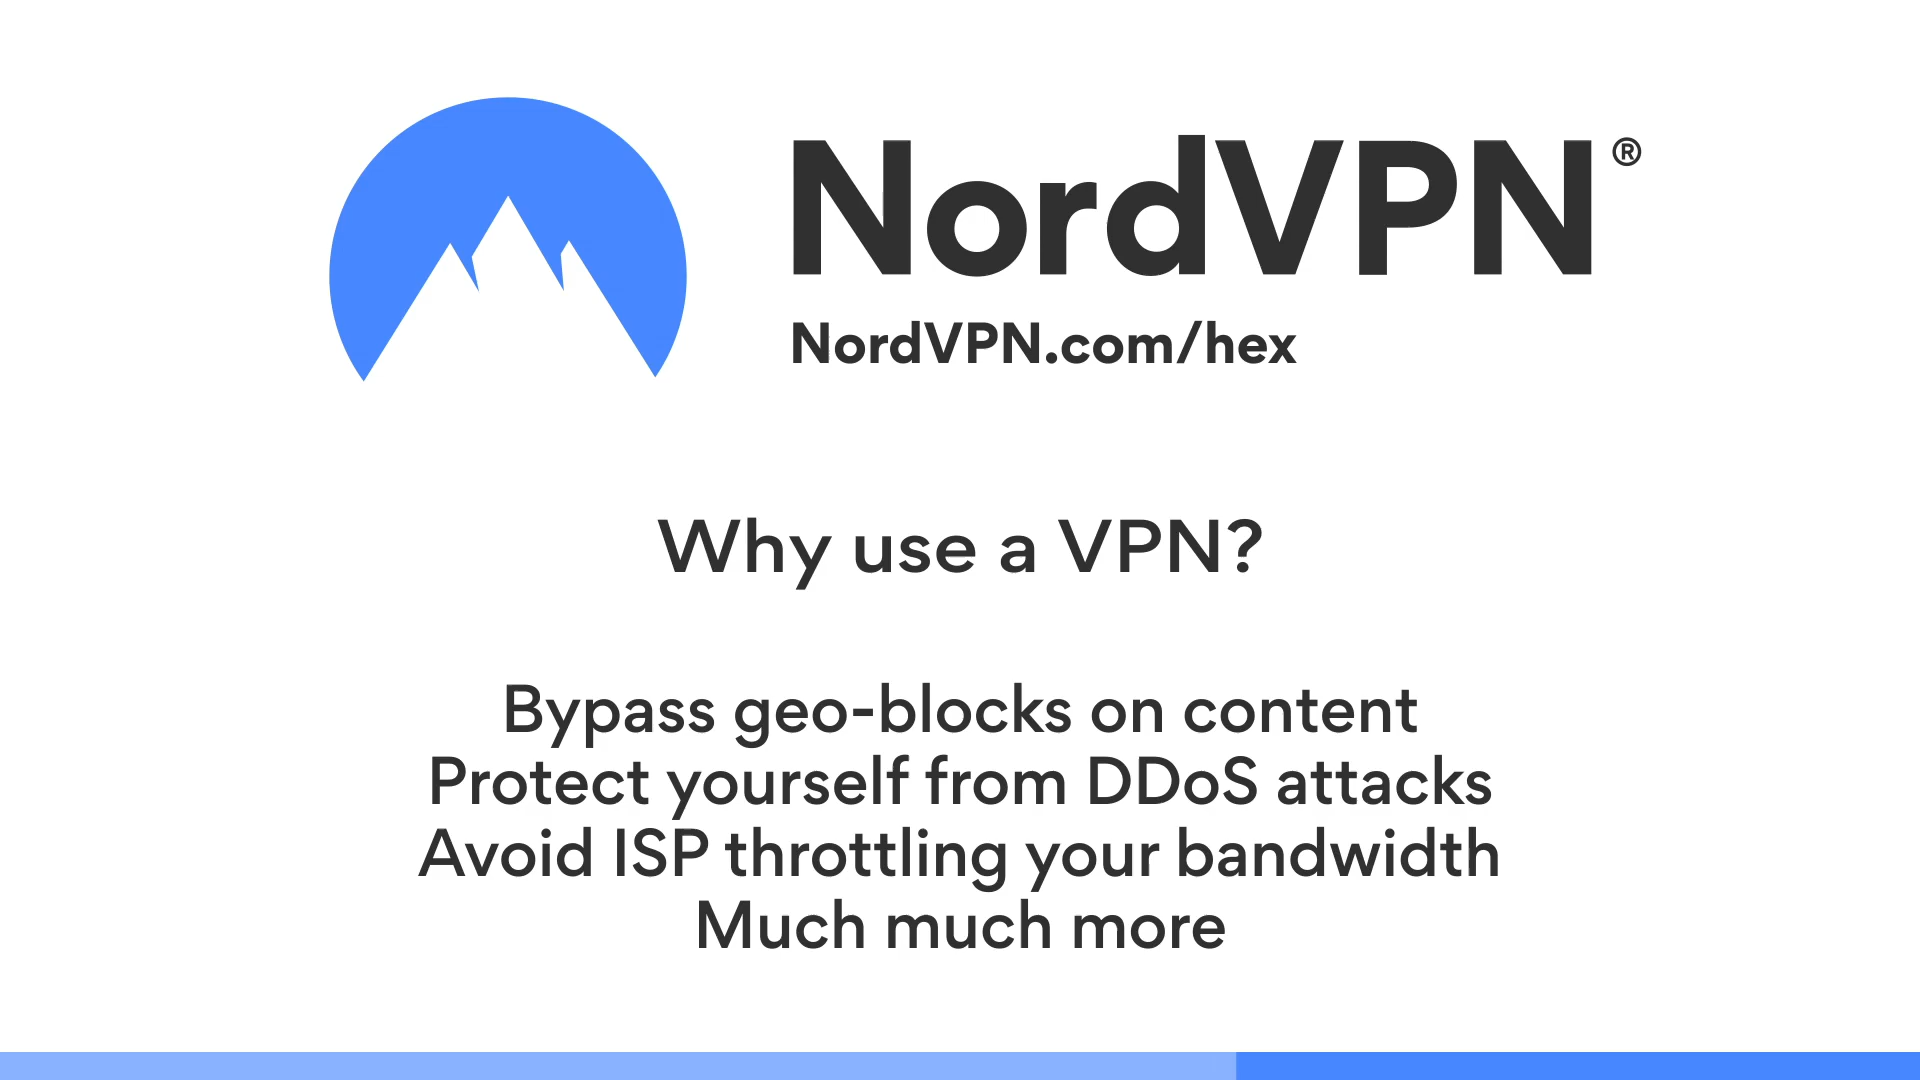 NordVPN®
NordVPN.com/hex
Why use a VPN?
Bypass geo-blocks on content
Protect yourself from DDoS attacks
Avoid ISP throttling your bandwidth
Much much more